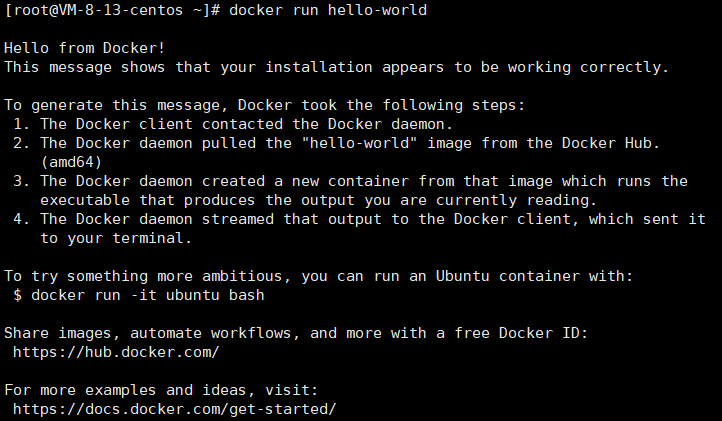 [root@VM-8-13-centos ~]# docker run hello-world
Hello from Docker!
This message shows that your installation appears to be working correctly.
To generate this message, Docker took the following steps:
1. The Docker client contacted the Docker daemon.
2. The Docker daemon pulled the "hello-world" image from the Docker Hub.
(amd64)
3. The Docker daemon created a new container from that image which runs the
executable that produces the output you are currently reading.
4. The Docker daemon streamed that output to the Docker client, which sent it
to your terminal.
To try something more ambitious, you can run an Ubuntu container with:
$ docker run -it ubuntu bash
Share images, automate workflows, and more with a free Docker ID:
https://hub.docker.com/
For more examples and ideas, visit:
https://docs.docker.com/get-started/